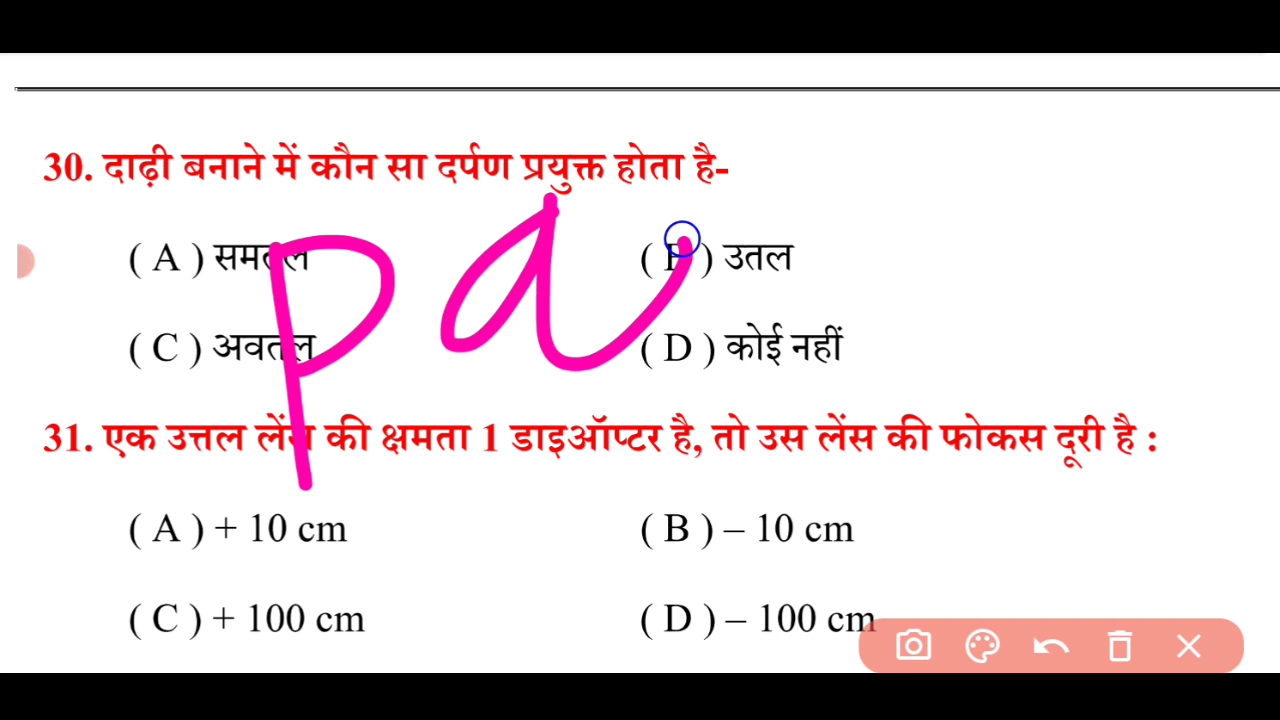 30. दाढ़ी बनाने में कौन सा दर्पण प्रयुक्त होता है-
( A ) समतल ( B ) उतल
( C ) अवतल ( D ) कोई नहीं
pa
31. एक उत्तल लेंस की क्षमता 1 डाइऑप्टर है, तो उस लेंस की फोकस दूरी है :
( A ) + 10 cm ( B ) – 10 cm
( C ) + 100 cm ( D ) – 100 cm